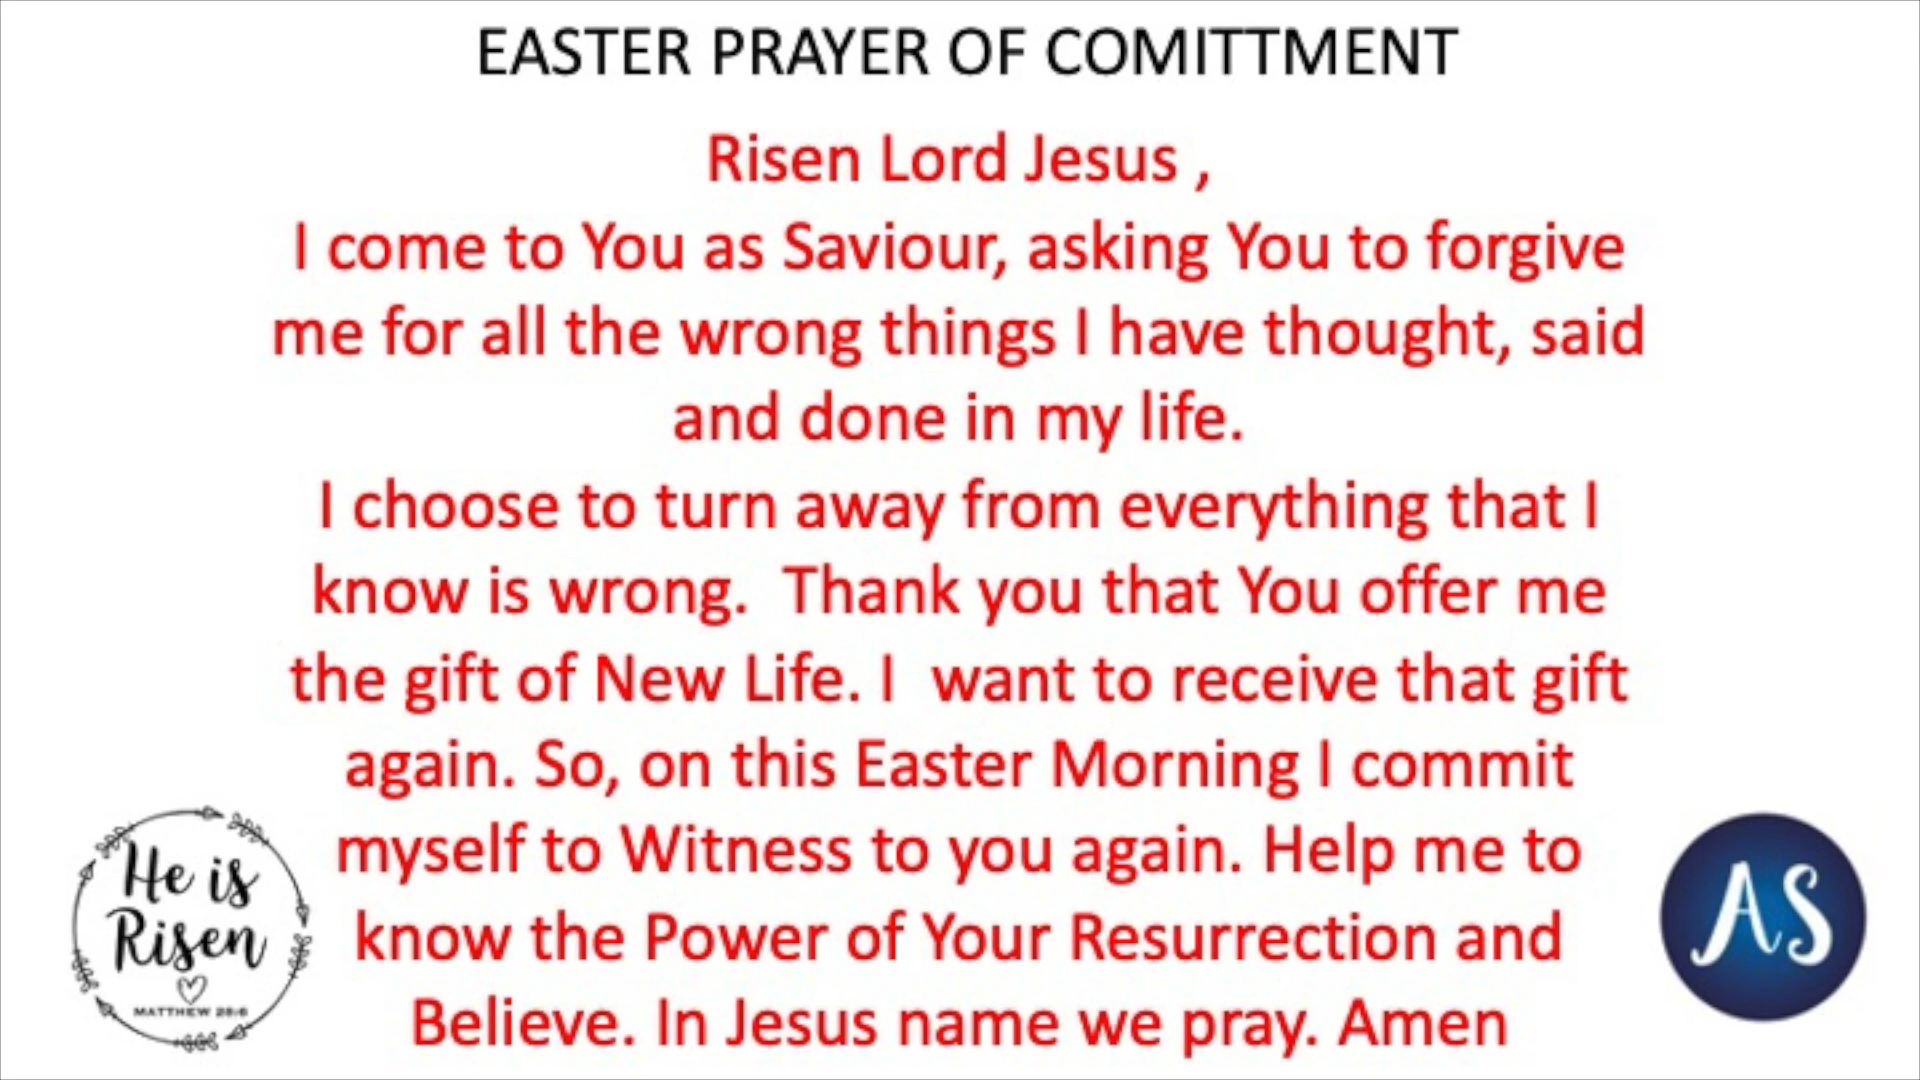 EASTER PRAYER OF COMITTMENT
Risen Lord Jesus ,
I come to You as Saviour, asking You to forgive
me for all the wrong things I have thought, said
and done in my life.
I choose to turn away from everything that I
know is wrong.  Thank you that You offer me
the gift of New Life. I  want to receive that gift
again. So, on this Easter Morning I commit
myself to Witness to you again. Help me to
know the Power of Your Resurrection and
Believe. In Jesus name we pray. Amen
He is
Risen
MATTHEW 28:6
AS